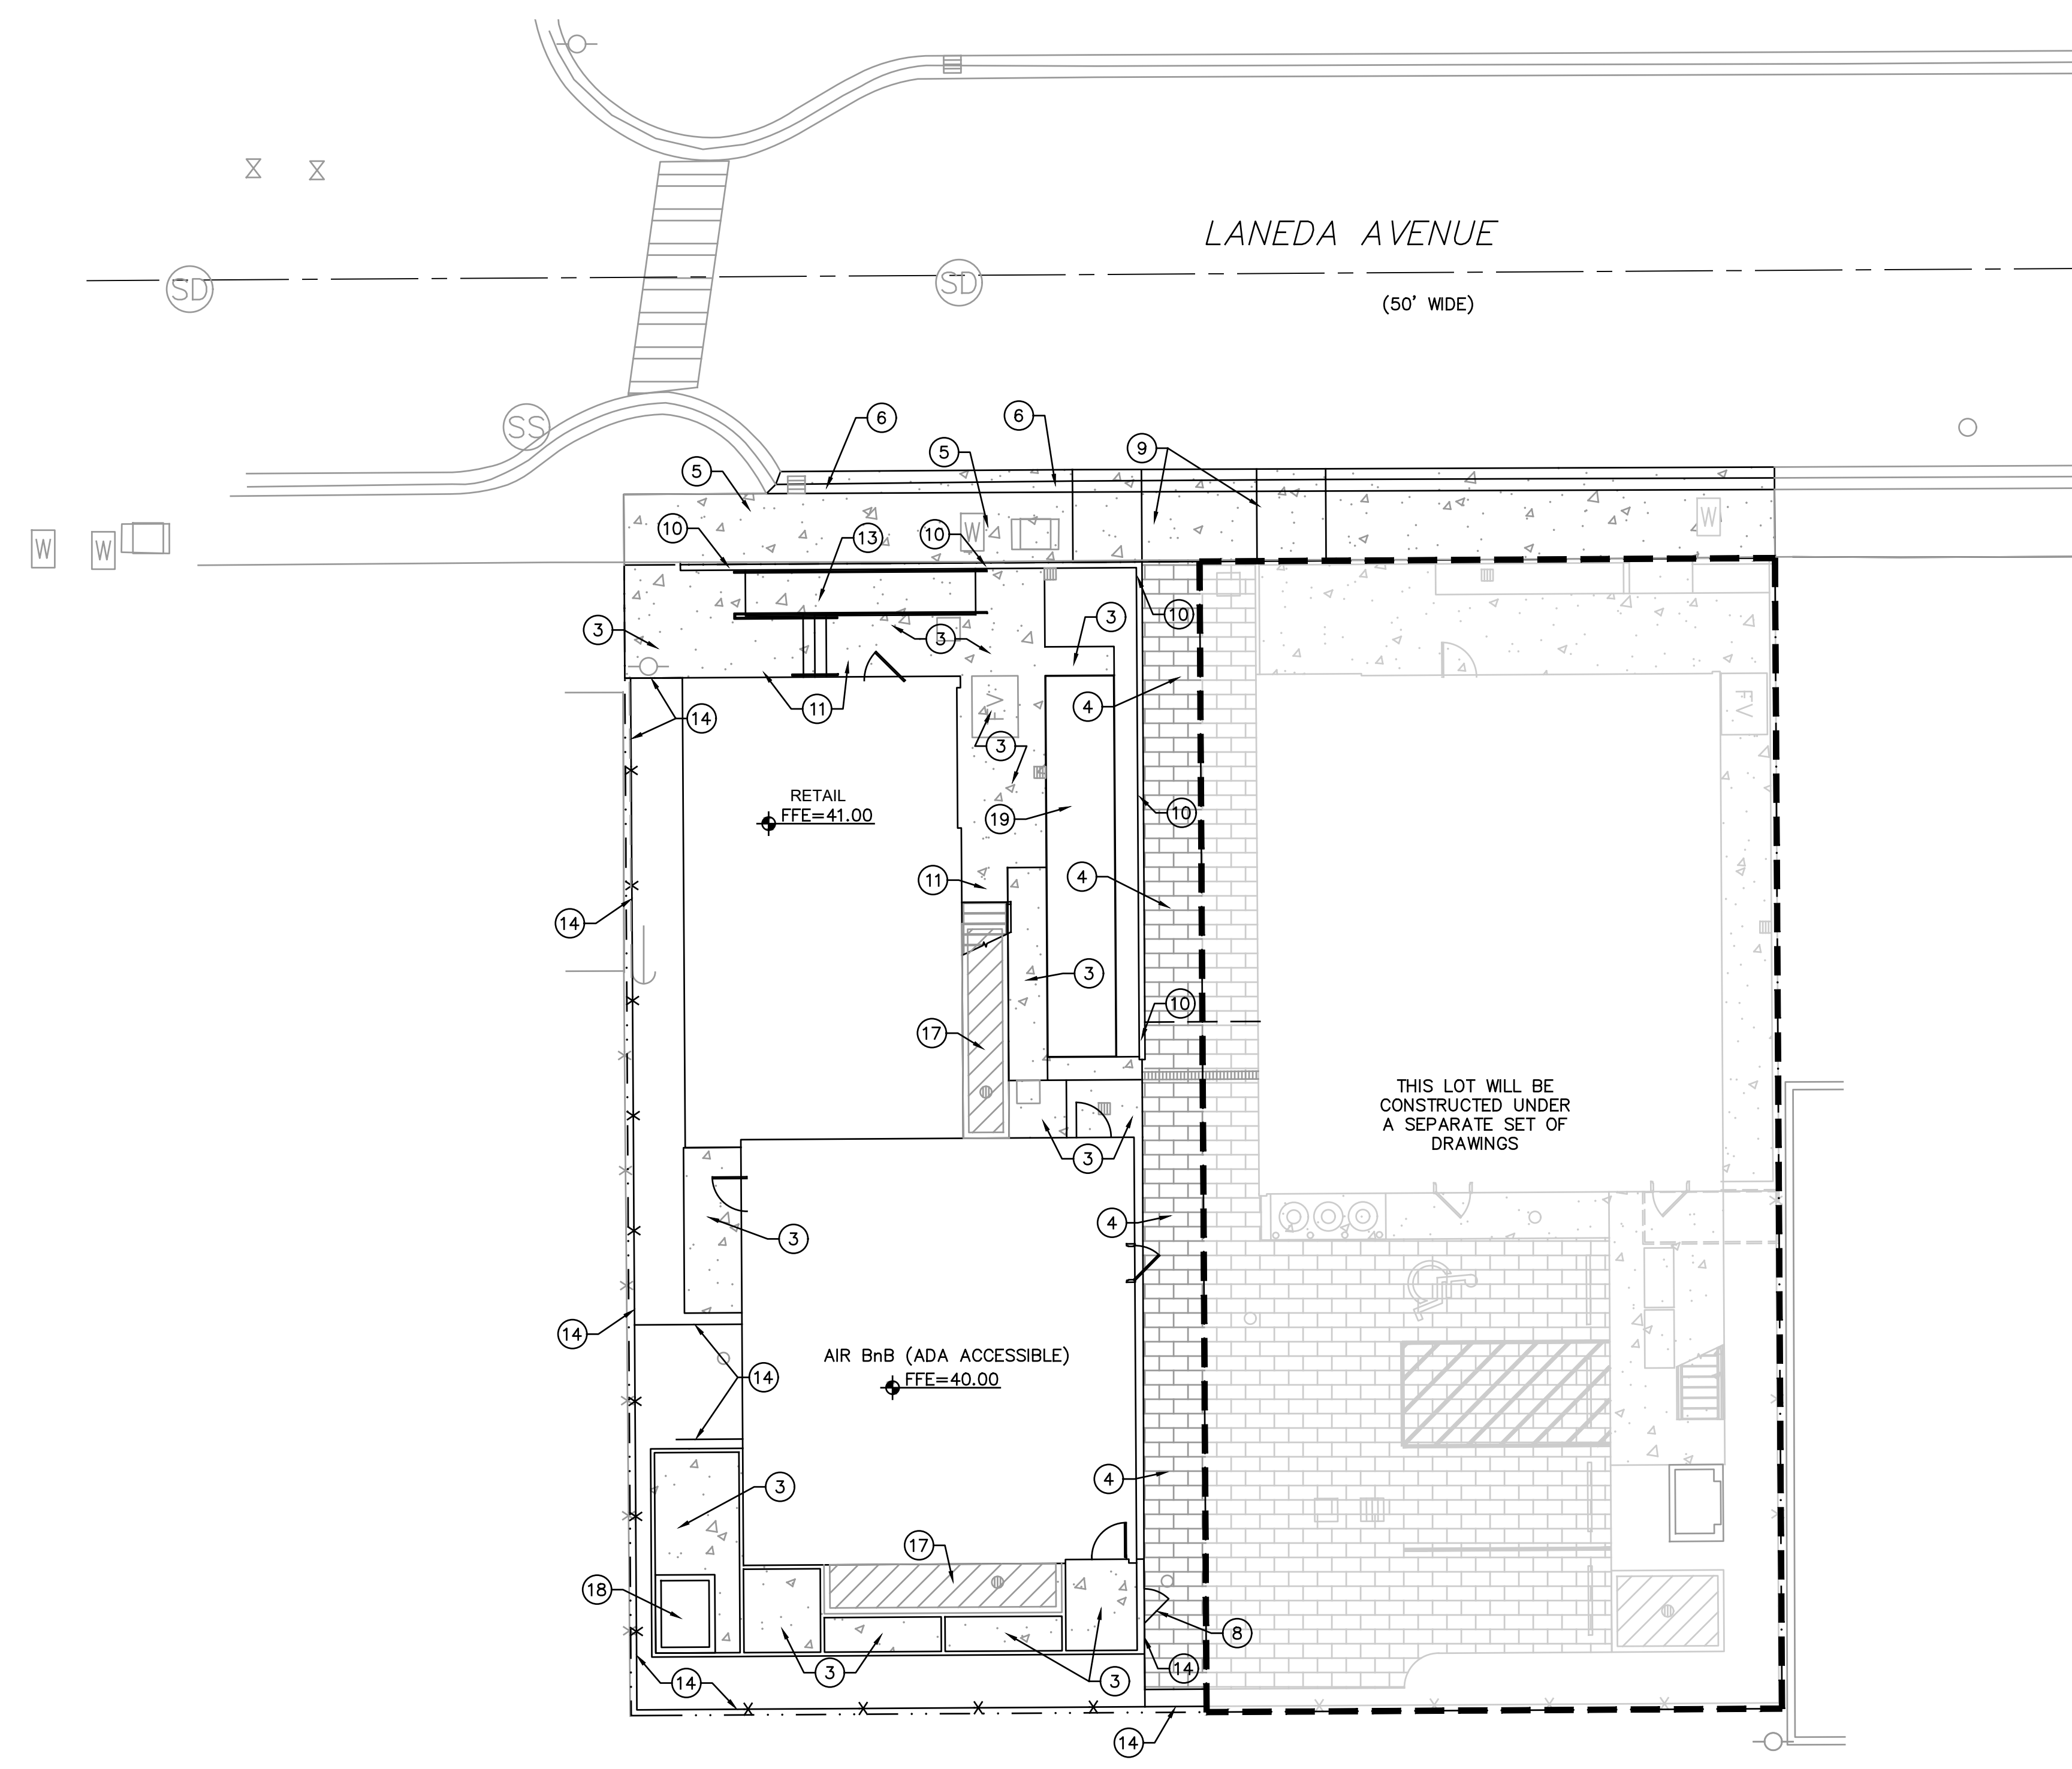 SD
LANEDA AVENUE
SD
(50' WIDE)
SS
6
6
9
5
5
W
W
W
W
10
13
10
3
3
10
3
4
11
14
FV
FV
3
RETAIL
FFE=41.00
19
10
11
4
14
3
10
17
THIS LOT WILL BE
CONSTRUCTED UNDER
A SEPARATE SET OF
DRAWINGS
3
4
3
14
AIR BnB (ADA ACCESSIBLE)
FFE=40.00
14
4
3
17
18
8
3
14
3
14
14